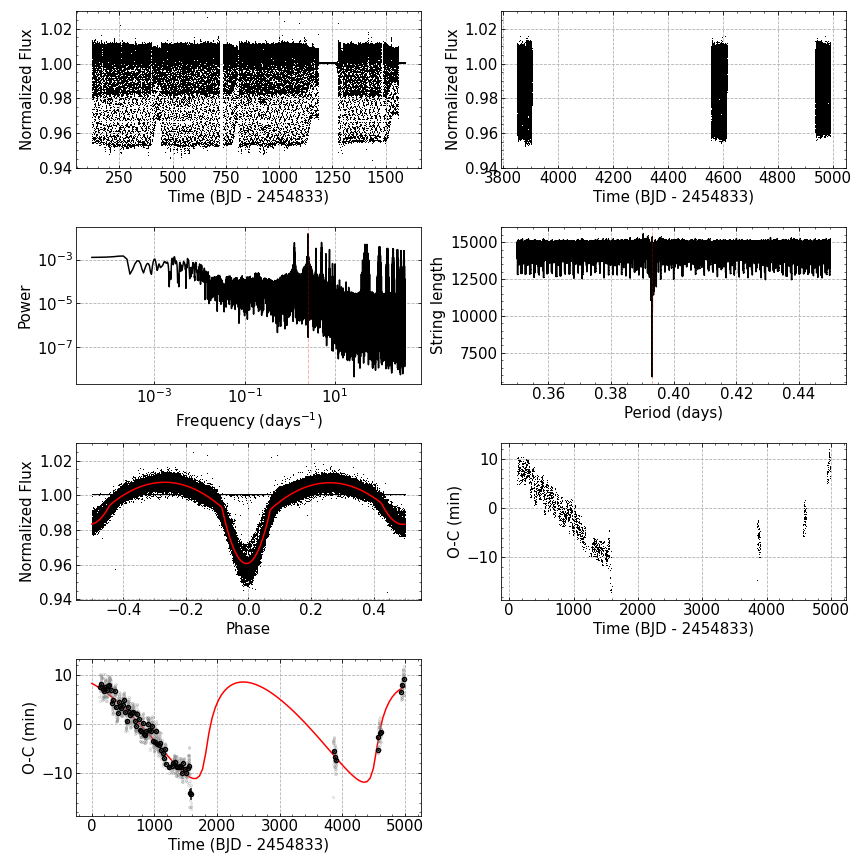 1.02
1.00
0.98
0.96
0.94
Normalized Flux
250 500 750 1000 1250 1500
Time (BJD - 2454833)
1.02
1.00
0.98
0.96
0.94
Normalized Flux
3800 4000 4200 4400 4600 4800 5000
Time (BJD - 2454833)
10⁻³
10⁻⁵
10⁻⁷
Power
10⁻³ 10⁻¹ 10¹
Frequency (days⁻¹)
15000
12500
10000
7500
String length
0.36 0.38 0.40 0.42 0.44
Period (days)
1.02
1.00
0.98
0.96
0.94
Normalized Flux
−0.4 −0.2 0.0 0.2 0.4
Phase
10
0
−10
O-C (min)
0 1000 2000 3000 4000 5000
Time (BJD - 2454833)
10
0
−10
O-C (min)
0 1000 2000 3000 4000 5000
Time (BJD - 2454833)